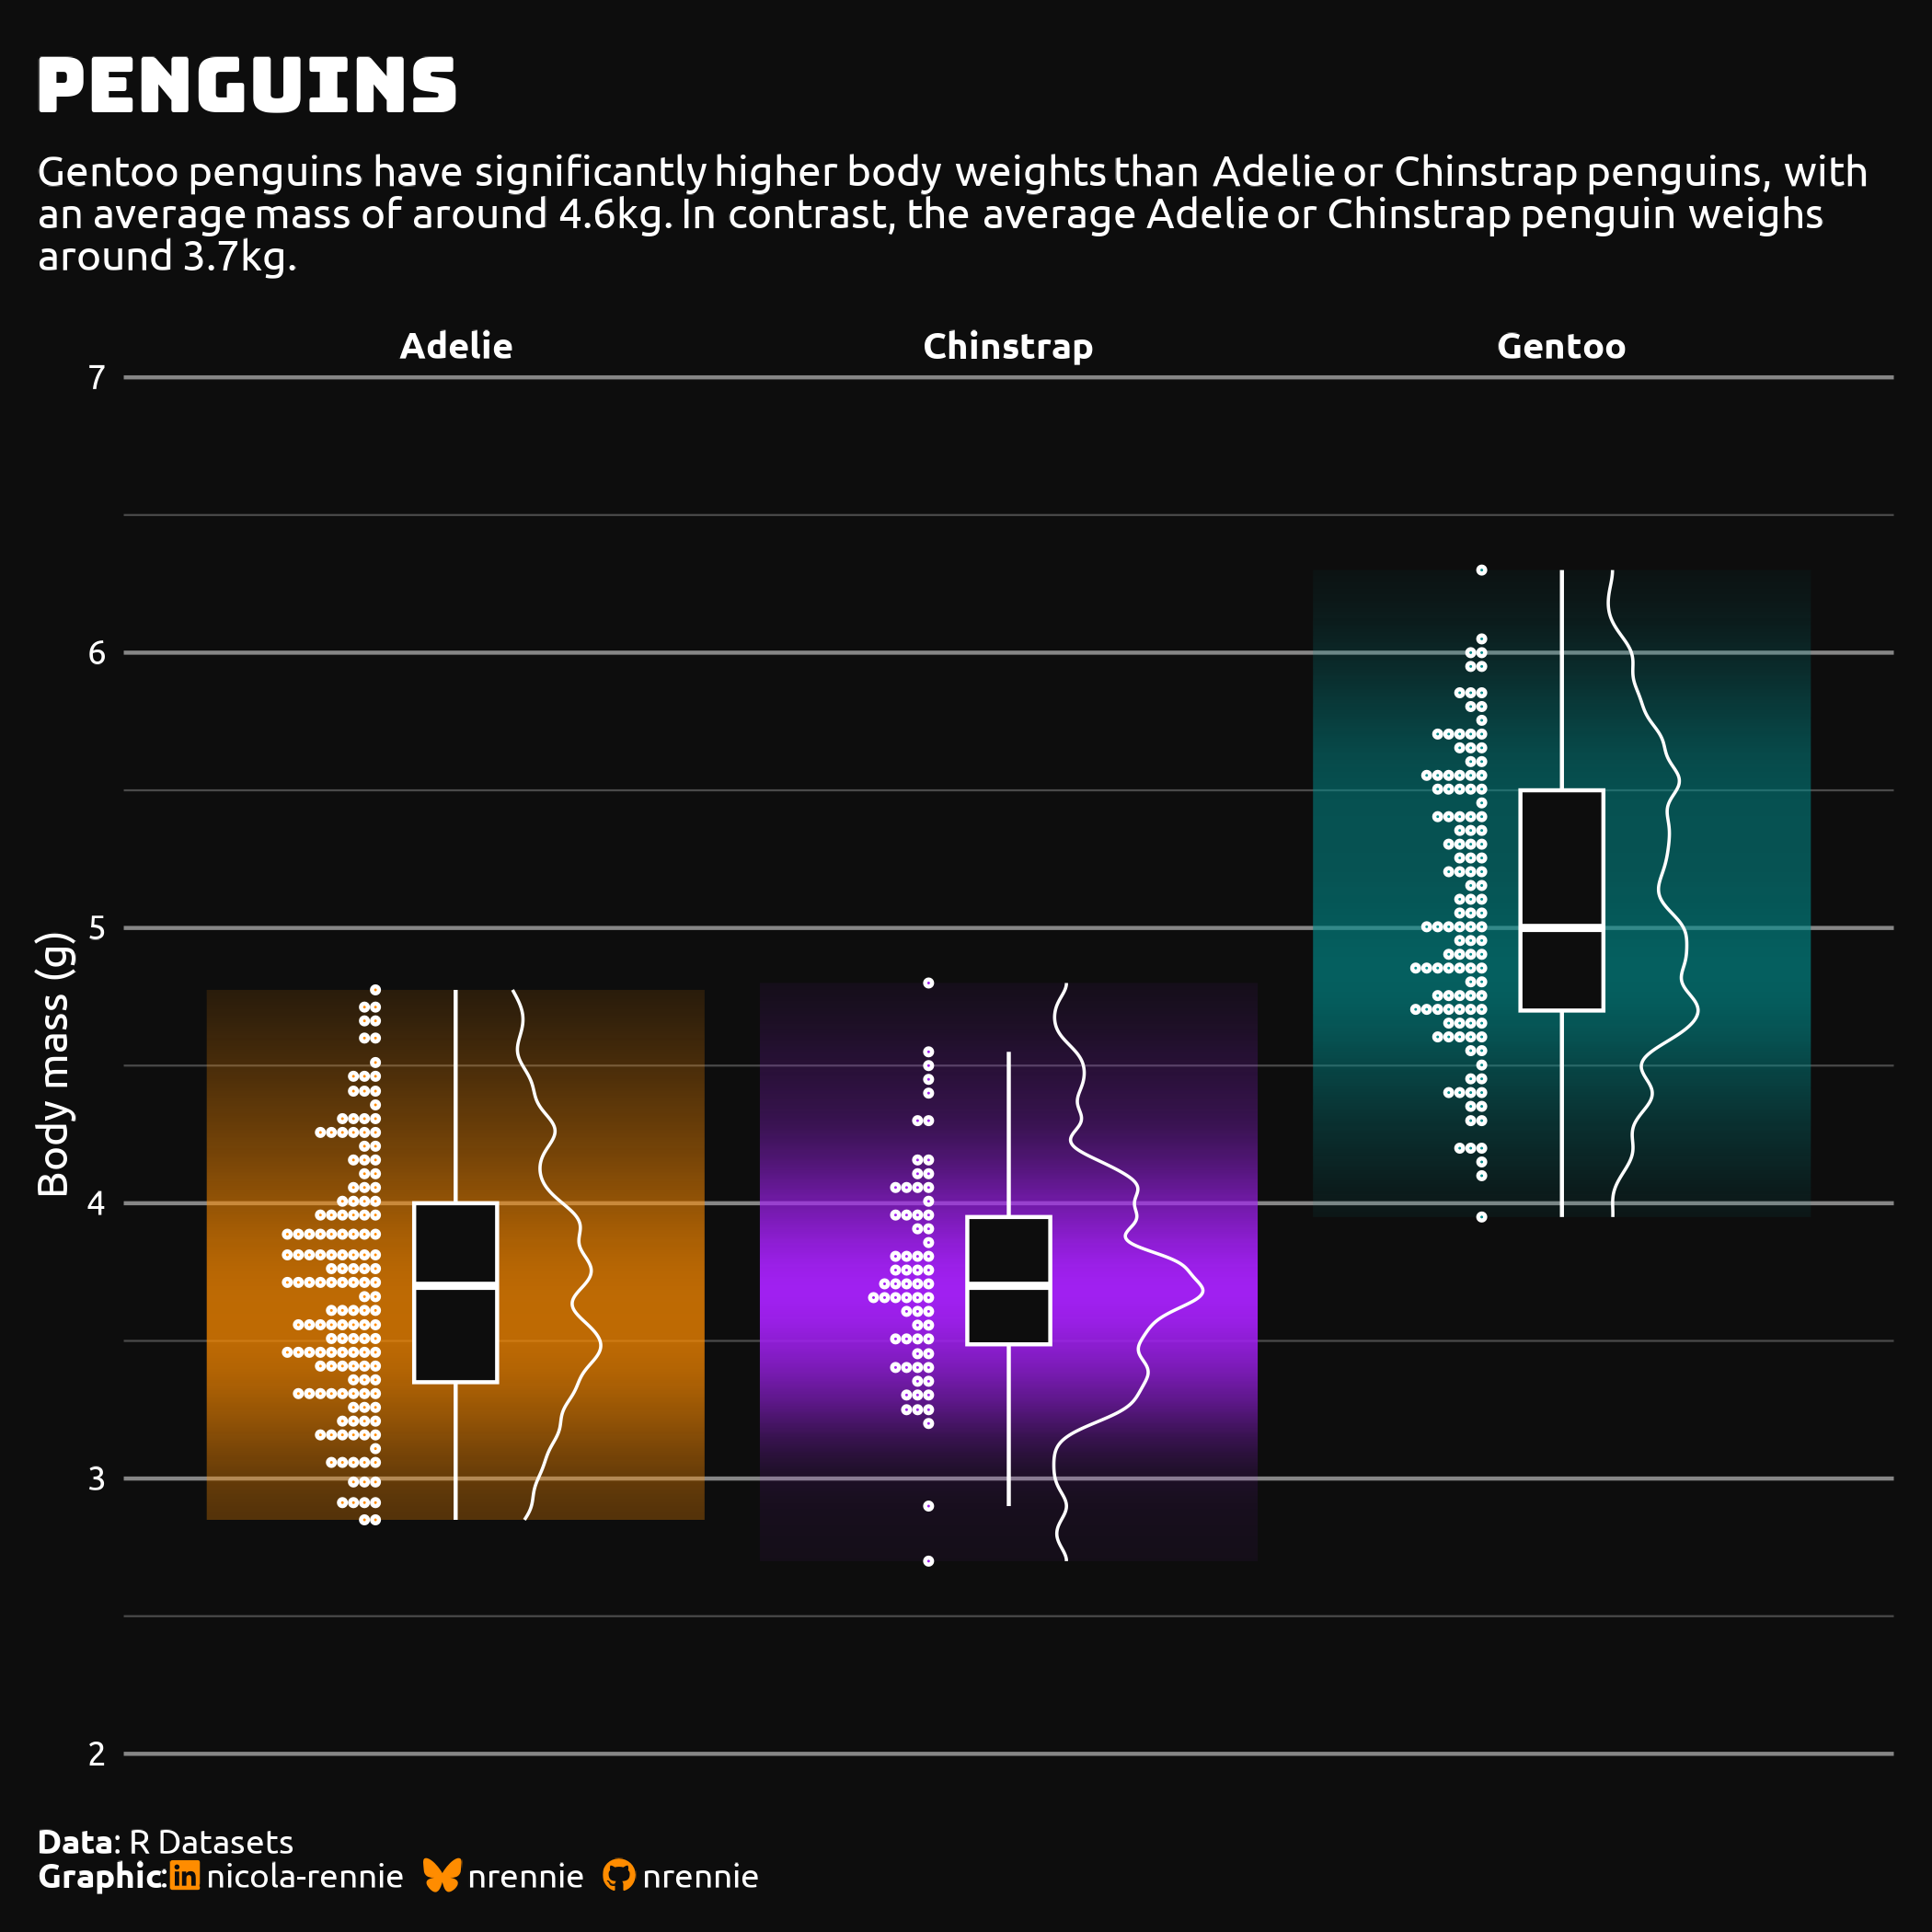 PENGUINS
Gentoo penguins have significantly higher body weights than Adelie or Chinstrap penguins, with
an average mass of around 4.6kg. In contrast, the average Adelie or Chinstrap penguin weighs
around 3.7kg.
Adelie Chinstrap Gentoo
7
6
5
4
3
2
Body mass (g)
Data: R Datasets
Graphic: in nicola-rennie nrennie nrennie